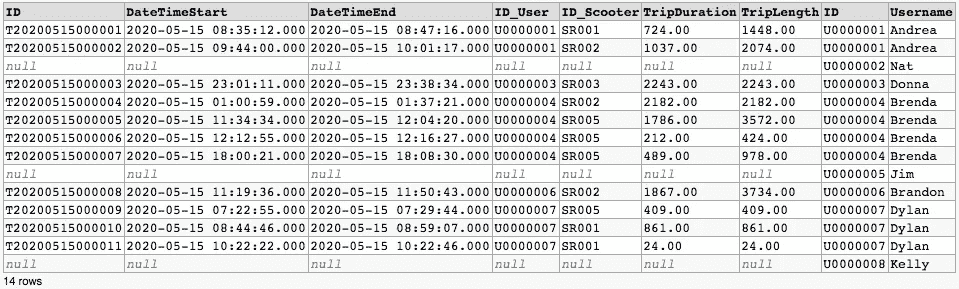 ID DateTimeStart DateTimeEnd ID_User ID_Scooter TripDuration TripLength ID Username
T20200515000001 2020-05-15 08:35:12.000 2020-05-15 08:47:16.000 U0000001 SR001 724.00 1448.00 U0000001 Andrea
T20200515000002 2020-05-15 09:44:00.000 2020-05-15 10:01:17.000 U0000001 SR002 1037.00 2074.00 U0000001 Andrea
null null null null null null null U0000002 Nat
T20200515000003 2020-05-15 23:01:11.000 2020-05-15 23:38:34.000 U0000003 SR003 2243.00 2243.00 U0000003 Donna
T20200515000004 2020-05-15 01:00:59.000 2020-05-15 01:37:21.000 U0000004 SR002 2182.00 2182.00 U0000004 Brenda
T20200515000005 2020-05-15 11:34:34.000 2020-05-15 12:04:20.000 U0000004 SR005 1786.00 3572.00 U0000004 Brenda
T20200515000006 2020-05-15 12:12:55.000 2020-05-15 12:16:27.000 U0000004 SR005 212.00 424.00 U0000004 Brenda
T20200515000007 2020-05-15 18:00:21.000 2020-05-15 18:08:30.000 U0000004 SR005 489.00 978.00 U0000004 Brenda
null null null null null null null U0000005 Jim
T20200515000008 2020-05-15 11:19:36.000 2020-05-15 11:50:43.000 U0000006 SR002 1867.00 3734.00 U0000006 Brandon
T20200515000009 2020-05-15 07:22:55.000 2020-05-15 07:29:44.000 U0000007 SR005 409.00 409.00 U0000007 Dylan
T20200515000010 2020-05-15 08:44:46.000 2020-05-15 08:59:07.000 U0000007 SR001 861.00 861.00 U0000007 Dylan
T20200515000011 2020-05-15 10:22:22.000 2020-05-15 10:22:46.000 U0000007 SR001 24.00 24.00 U0000007 Dylan
null null null null null null null U0000008 Kelly
14 rows